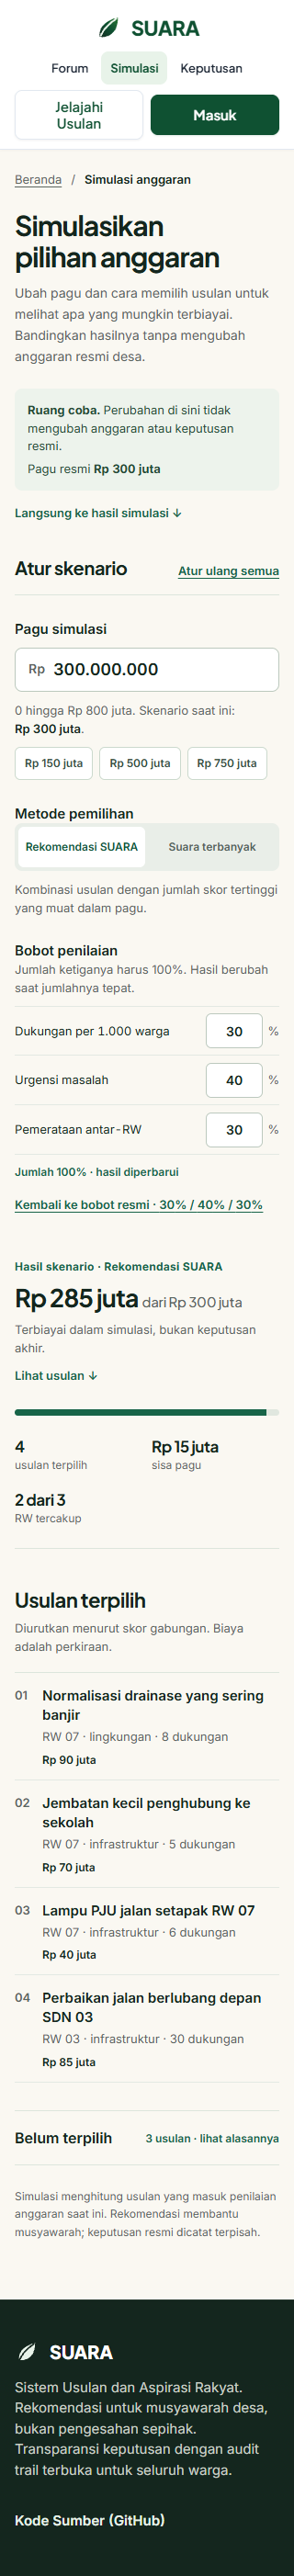 SUARA
Forum
Simulasi
Keputusan
Jelajahi
Usulan
Masuk
Beranda / Simulasi anggaran
Simulasikan
pilihan anggaran
Ubah pagu dan cara memilih usulan untuk
melihat apa yang mungkin terbiayai.
Bandingkan hasilnya tanpa mengubah
anggaran resmi desa.
Ruang coba. Perubahan di sini tidak
mengubah anggaran atau keputusan
resmi.
Pagu resmi Rp 300 juta
Langsung ke hasil simulasi ↓
Atur skenario
Atur ulang semua
Pagu simulasi
Rp 300.000.000
0 hingga Rp 800 juta. Skenario saat ini:
Rp 300 juta.
Rp 150 juta
Rp 500 juta
Rp 750 juta
Metode pemilihan
Rekomendasi SUARA
Suara terbanyak
Kombinasi usulan dengan jumlah skor tertinggi
yang muat dalam pagu.
Bobot penilaian
Jumlah ketiganya harus 100%. Hasil berubah
saat jumlahnya tepat.
Dukungan per 1.000 warga 30 %
Urgensi masalah 40 %
Pemerataan antar-RW 30 %
Jumlah 100% · hasil diperbarui
Kembali ke bobot resmi · 30% / 40% / 30%
Hasil skenario · Rekomendasi SUARA
Rp 285 juta dari Rp 300 juta
Terbiayai dalam simulasi, bukan keputusan
akhir.
Lihat usulan ↓
4
usulan terpilih
Rp 15 juta
sisa pagu
2 dari 3
RW tercakup
Usulan terpilih
Diurutkan menurut skor gabungan. Biaya
adalah perkiraan.
01 Normalisasi drainase yang sering
banjir
RW 07 · lingkungan · 8 dukungan
Rp 90 juta
02 Jembatan kecil penghubung ke
sekolah
RW 07 · infrastruktur · 5 dukungan
Rp 70 juta
03 Lampu PJU jalan setapak RW 07
RW 07 · infrastruktur · 6 dukungan
Rp 40 juta
04 Perbaikan jalan berlubang depan
SDN 03
RW 03 · infrastruktur · 30 dukungan
Rp 85 juta
Belum terpilih
3 usulan · lihat alasannya
Simulasi menghitung usulan yang masuk penilaian
anggaran saat ini. Rekomendasi membantu
musyawarah; keputusan resmi dicatat terpisah.
SUARA
Sistem Usulan dan Aspirasi Rakyat.
Rekomendasi untuk musyawarah desa,
bukan pengesahan sepihak.
Transparansi keputusan dengan audit
trail terbuka untuk seluruh warga.
Kode Sumber (GitHub)